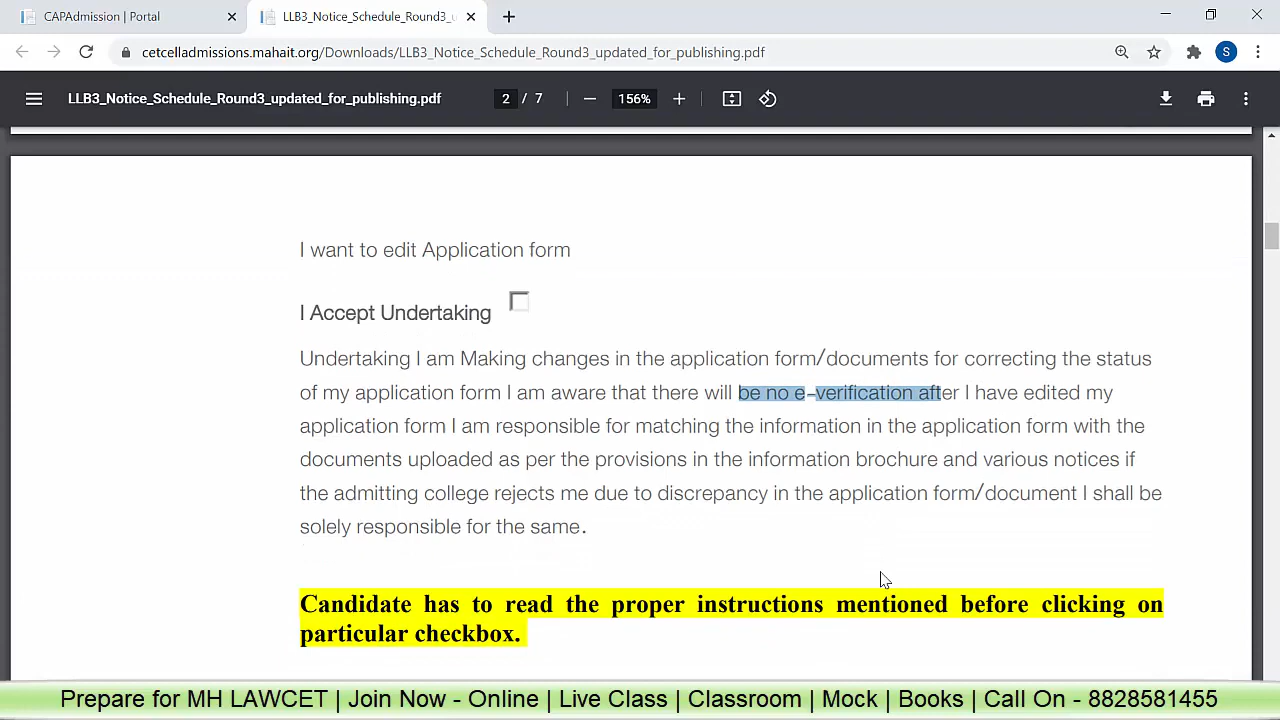 CAPAdmission | Portal
LLB3_Notice_Schedule_Round3_u
cetcelladmissions.mahait.org/Downloads/LLB3_Notice_Schedule_Round3_updated_for_publishing.pdf
S
LLB3_Notice_Schedule_Round3_updated_for_publishing.pdf
2 / 7
156%
I want to edit Application form
I Accept Undertaking
Undertaking I am Making changes in the application form/documents for correcting the status
of my application form I am aware that there will be no e-verification after I have edited my
application form I am responsible for matching the information in the application form with the
documents uploaded as per the provisions in the information brochure and various notices if
the admitting college rejects me due to discrepancy in the application form/document I shall be
solely responsible for the same.
Candidate has to read the proper instructions mentioned before clicking on
particular checkbox.
Prepare for MH LAWCET | Join Now - Online | Live Class | Classroom | Mock | Books | Call On - 8828581455